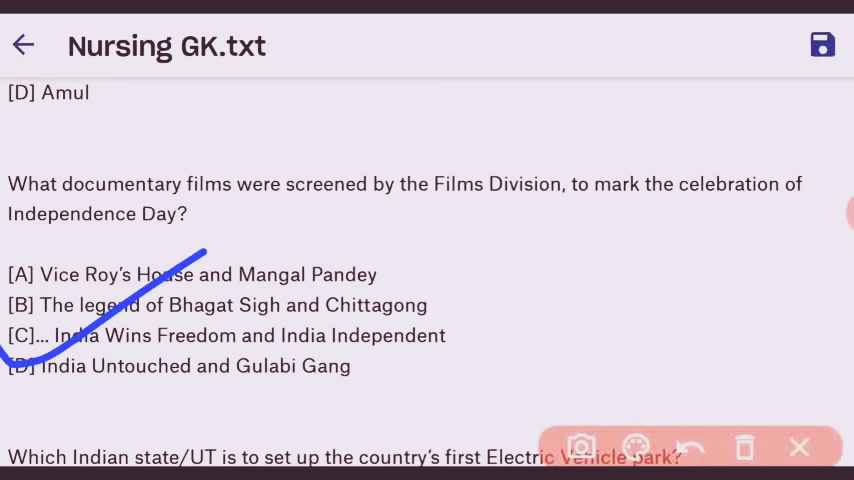 Nursing GK.txt
[D] Amul
What documentary films were screened by the Films Division, to mark the celebration of
Independence Day?
[A] Vice Roy's House and Mangal Pandey
[B] The legend of Bhagat Sigh and Chittagong
[C]... India Wins Freedom and India Independent
[D] India Untouched and Gulabi Gang
Which Indian state/UT is to set up the country's first Electric Vehicle park?